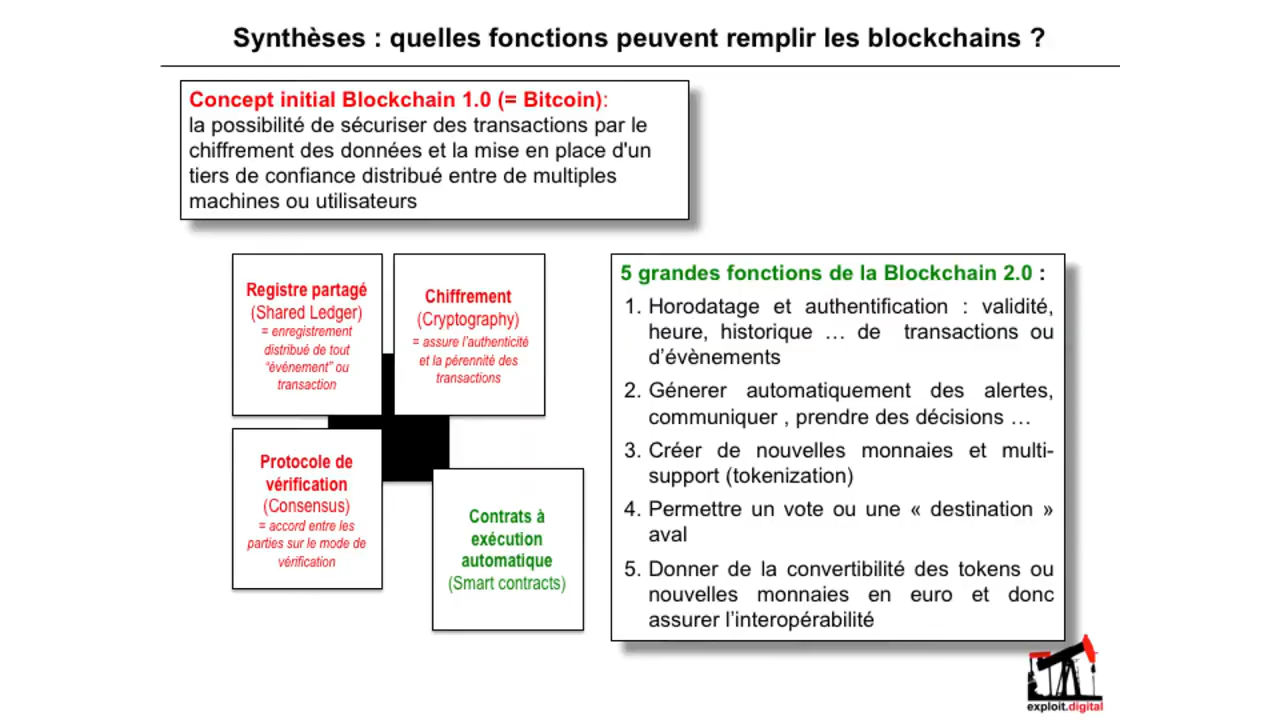 Synthèses : quelles fonctions peuvent remplir les blockchains ?
Concept initial Blockchain 1.0 (= Bitcoin):
la possibilité de sécuriser des transactions par le
chiffrement des données et la mise en place d'un
tiers de confiance distribué entre de multiples
machines ou utilisateurs
Registre partagé
(Shared Ledger)
= enregistrement
distribué de tout
“événement” ou
transaction
Chiffrement
(Cryptography)
= assure l’authenticité
et la pérennité des
transactions
Protocole de
vérification
(Consensus)
= accord entre les
parties sur le mode de
vérification
Contrats à
exécution
automatique
(Smart contracts)
5 grandes fonctions de la Blockchain 2.0 :
1. Horodatage et authentification : validité,
heure, historique … de transactions ou
d’évènements
2. Génerer automatiquement des alertes,
communiquer , prendre des décisions …
3. Créer de nouvelles monnaies et multi-
support (tokenization)
4. Permettre un vote ou une « destination »
aval
5. Donner de la convertibilité des tokens ou
nouvelles monnaies en euro et donc
assurer l’interopérabilité
exploit.digital